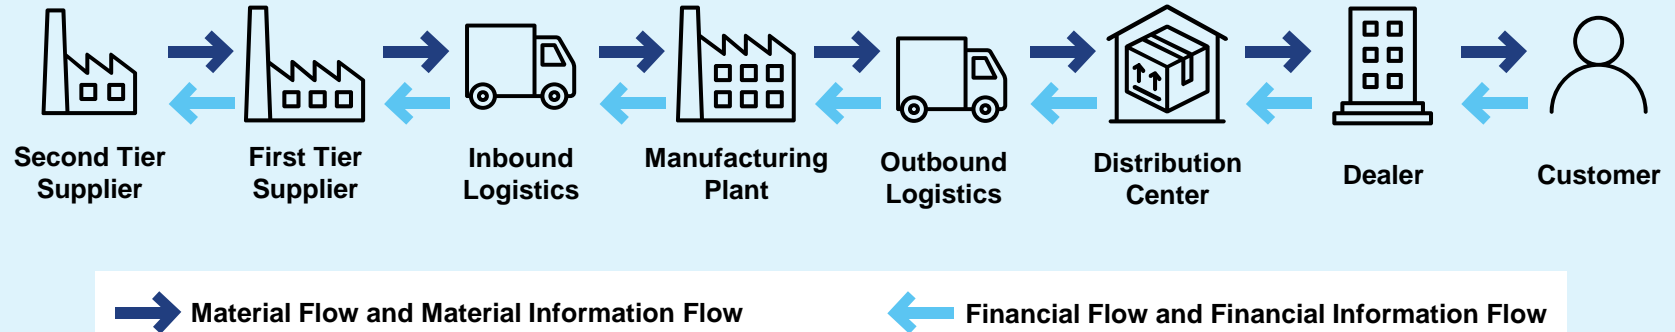 Second Tier
Supplier
First Tier
Supplier
Inbound
Logistics
Manufacturing
Plant
Outbound
Logistics
Distribution
Center
Dealer
Customer
Material Flow and Material Information Flow
Financial Flow and Financial Information Flow